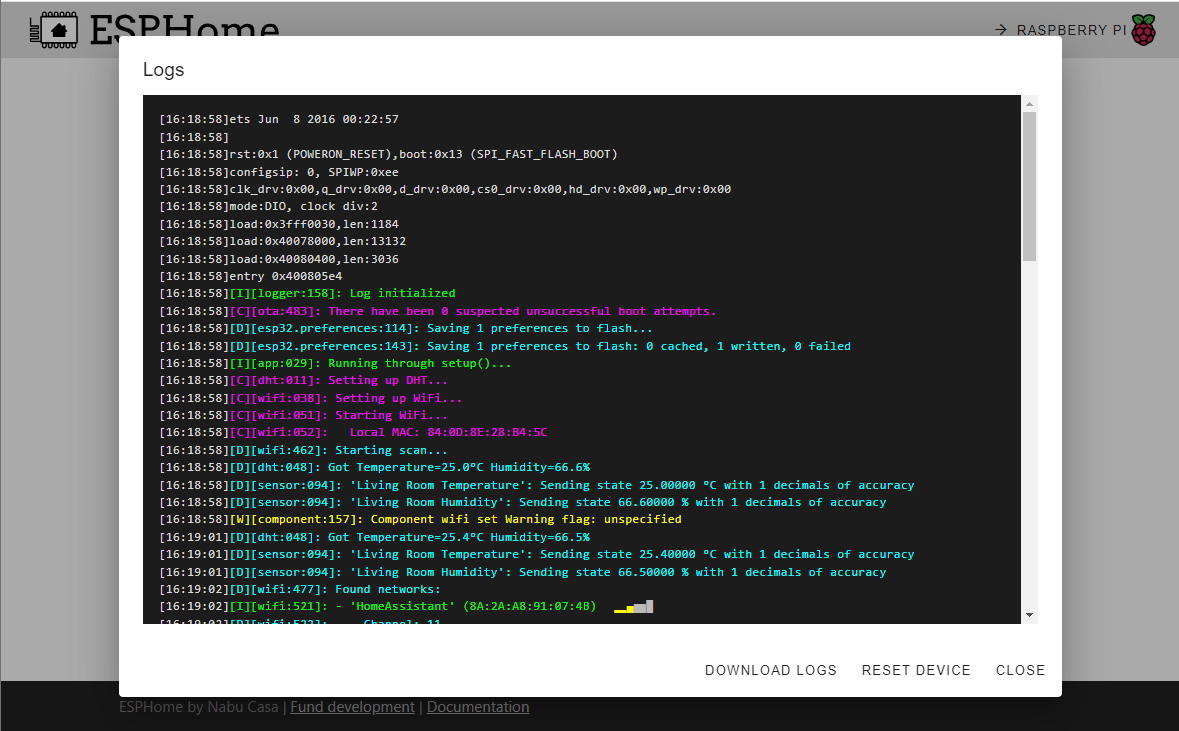 ESPHome
→ RASPBERRY PI
Logs
[16:18:58]ets Jun  8 2016 00:22:57
[16:18:58]
[16:18:58]rst:0x1 (POWERON_RESET),boot:0x13 (SPI_FAST_FLASH_BOOT)
[16:18:58]configsip: 0, SPIWP:0xee
[16:18:58]clk_drv:0x00,q_drv:0x00,d_drv:0x00,cs0_drv:0x00,hd_drv:0x00,wp_drv:0x00
[16:18:58]mode:DIO, clock div:2
[16:18:58]load:0x3fff0030,len:1184
[16:18:58]load:0x40078000,len:13132
[16:18:58]load:0x40080400,len:3036
[16:18:58]entry 0x400805e4
[16:18:58][I][logger:158]: Log initialized
[16:18:58][C][ota:483]: There have been 0 suspected unsuccessful boot attempts.
[16:18:58][D][esp32.preferences:114]: Saving 1 preferences to flash...
[16:18:58][D][esp32.preferences:143]: Saving 1 preferences to flash: 0 cached, 1 written, 0 failed
[16:18:58][I][app:029]: Running through setup()...
[16:18:58][C][dht:011]: Setting up DHT...
[16:18:58][C][wifi:038]: Setting up WiFi...
[16:18:58][C][wifi:051]: Starting WiFi...
[16:18:58][C][wifi:052]:   Local MAC: 84:0D:8E:28:B4:5C
[16:18:58][D][wifi:462]: Starting scan...
[16:18:58][D][dht:048]: Got Temperature=25.0°C Humidity=66.6%
[16:18:58][D][sensor:094]: 'Living Room Temperature': Sending state 25.00000 °C with 1 decimals of accuracy
[16:18:58][D][sensor:094]: 'Living Room Humidity': Sending state 66.60000 % with 1 decimals of accuracy
[16:18:58][W][component:157]: Component wifi set Warning flag: unspecified
[16:19:01][D][dht:048]: Got Temperature=25.4°C Humidity=66.5%
[16:19:01][D][sensor:094]: 'Living Room Temperature': Sending state 25.40000 °C with 1 decimals of accuracy
[16:19:01][D][sensor:094]: 'Living Room Humidity': Sending state 66.50000 % with 1 decimals of accuracy
[16:19:02][D][wifi:477]: Found networks:
[16:19:02][I][wifi:521]: - 'HomeAssistant' (8A:2A:A8:91:07:4B)  ▂▄▆█
[16:19:02][D][wifi:522]:     Channel: 11
DOWNLOAD LOGS RESET DEVICE CLOSE
ESPHome by Nabu Casa | Fund development | Documentation